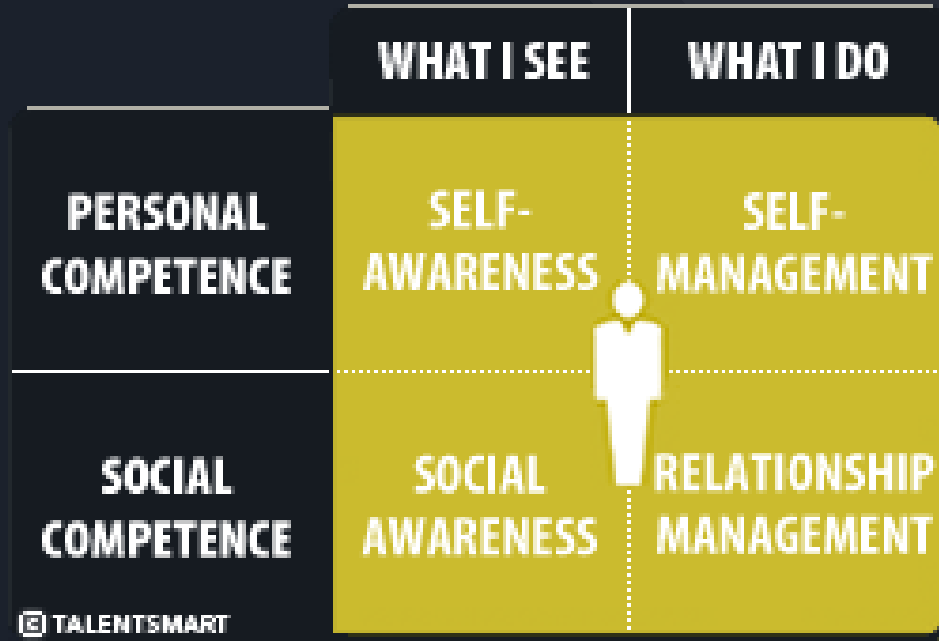 WHAT I SEE
WHAT I DO
PERSONAL
COMPETENCE
SELF-
AWARENESS
SELF-
MANAGEMENT
SOCIAL
COMPETENCE
SOCIAL
AWARENESS
RELATIONSHIP
MANAGEMENT
© TALENTSMART